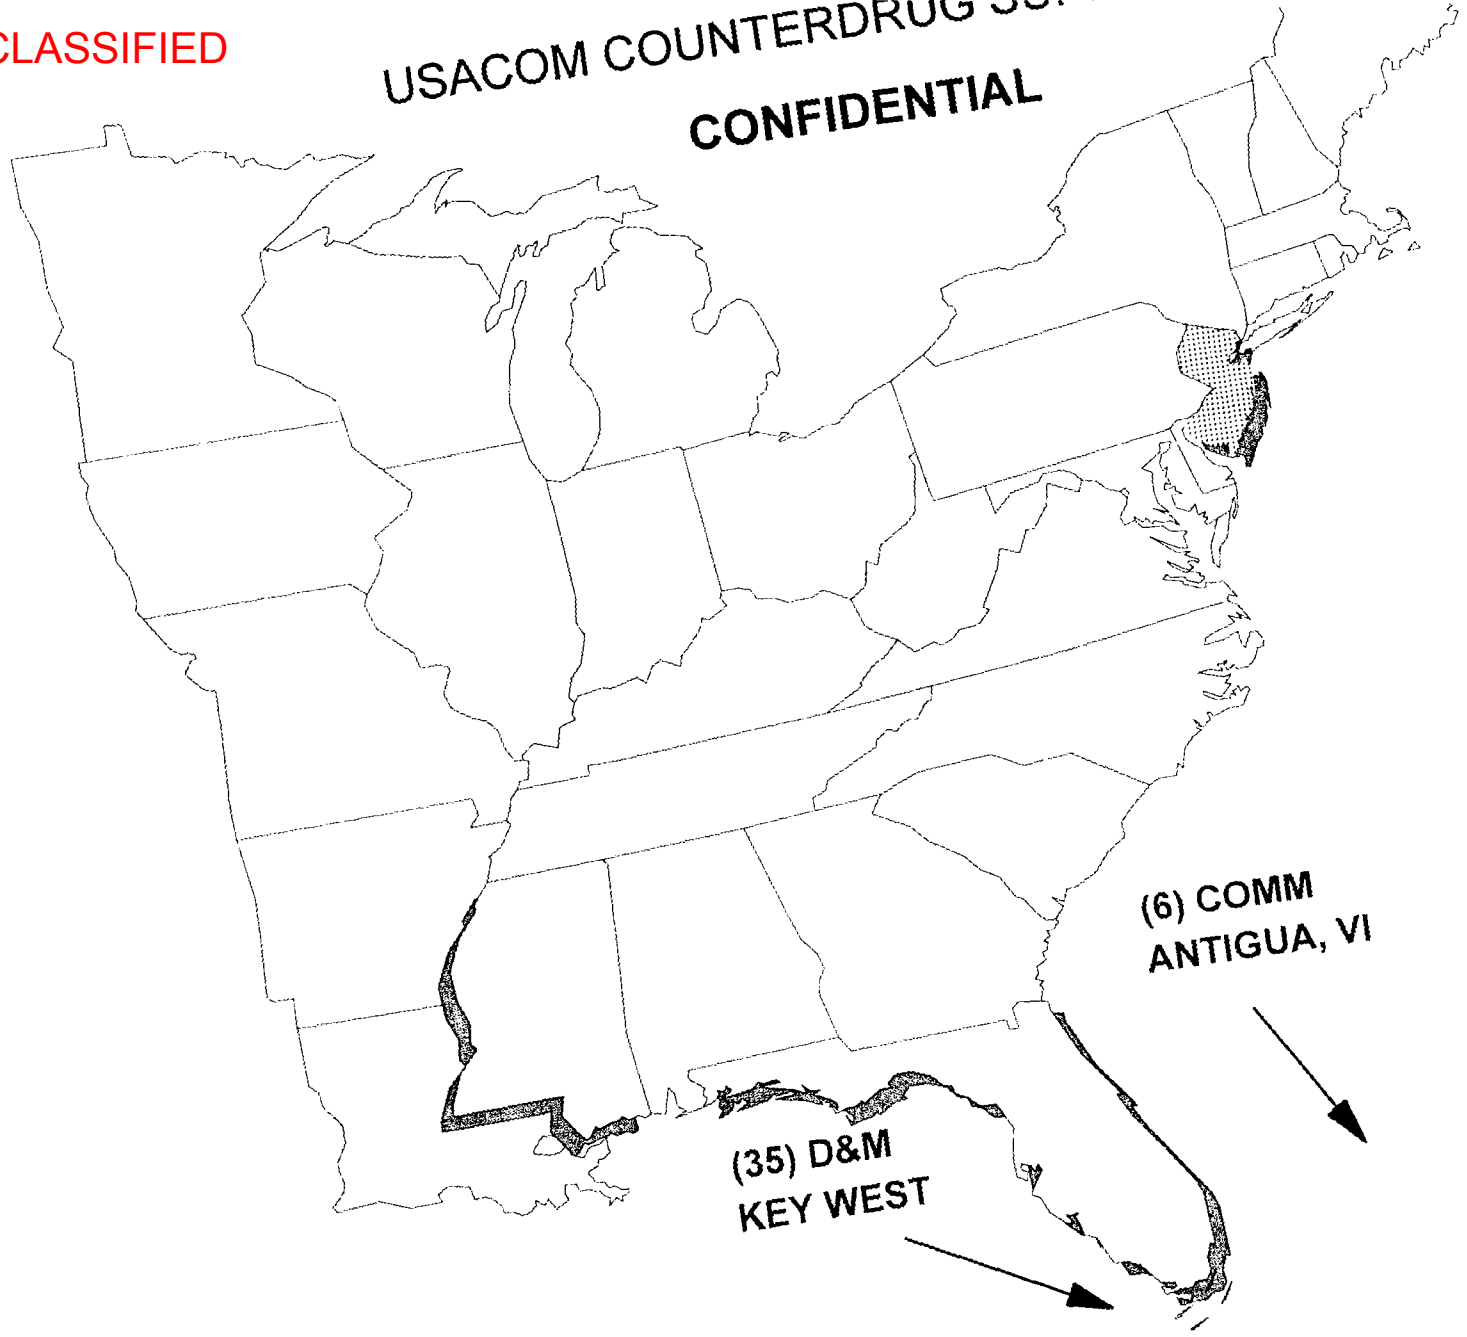 CLASSIFIED
USACOM COUNTERDRUG
CONFIDENTIAL
(6) COMM
ANTIGUA, VI
(35) D&M
KEY WEST